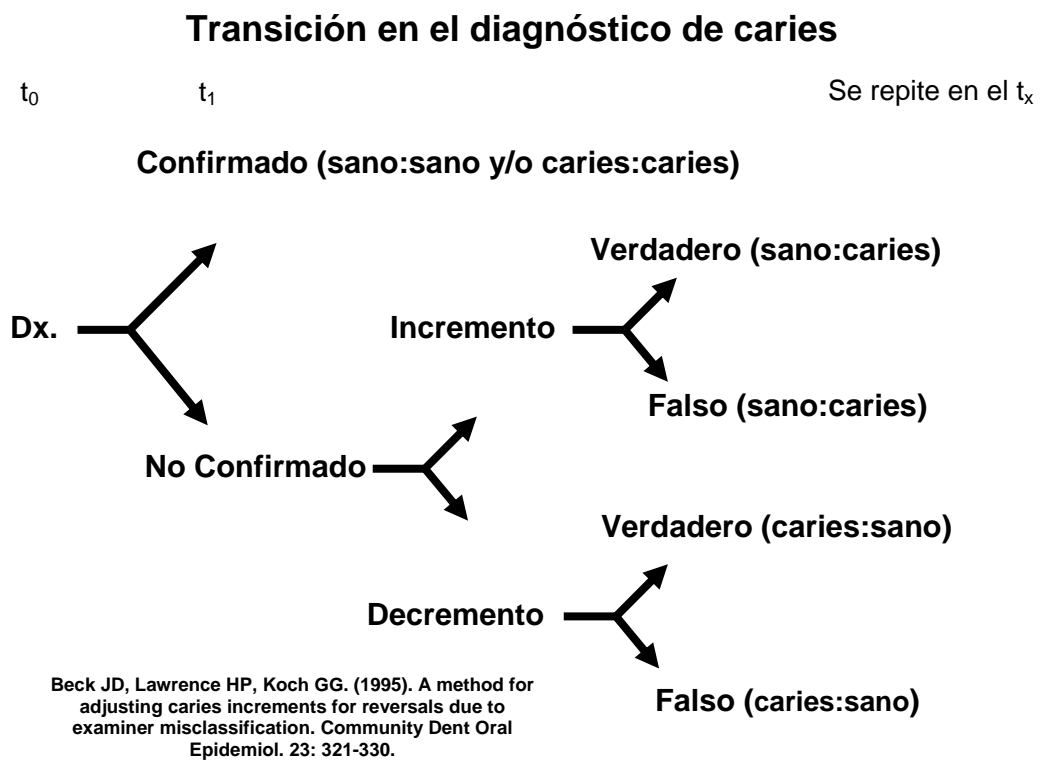 Transición en el diagnóstico de caries
t0 t1 Se repite en el tx
Confirmado (sano:sano y/o caries:caries)
Verdadero (sano:caries)
Dx. Incremento
Falso (sano:caries)
No Confirmado
Verdadero (caries:sano)
Decremento
Falso (caries:sano)
Beck JD, Lawrence HP, Koch GG. (1995). A method for
adjusting caries increments for reversals due to
examiner misclassification. Community Dent Oral
Epidemiol. 23: 321-330.